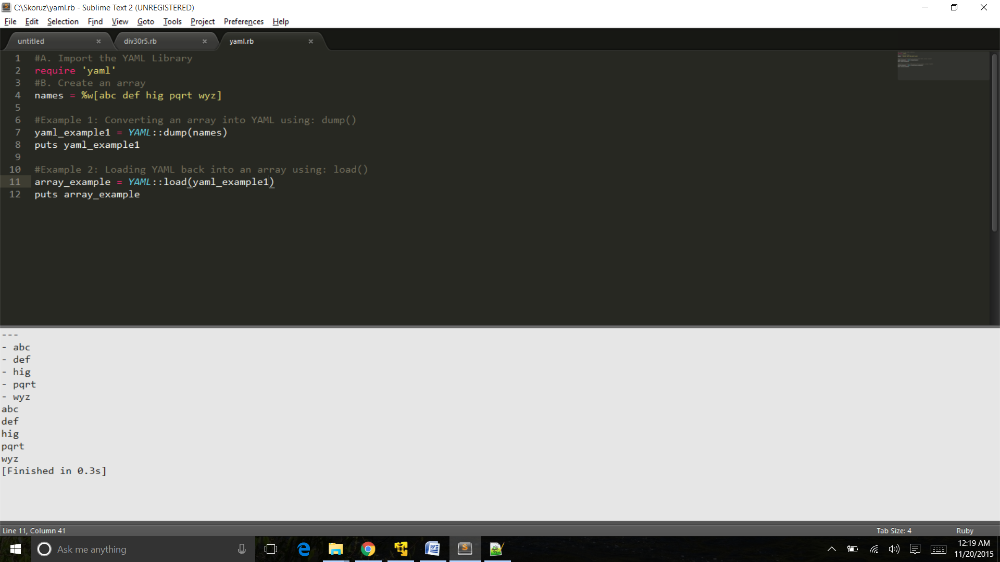 C:\Skoruz\yaml.rb - Sublime Text 2 (UNREGISTERED)
File Edit Selection Find View Goto Tools Project Preferences Help
untitled × div30r5.rb × yaml.rb ×
1 #A. Import the YAML Library
2 require 'yaml'
3 #B. Create an array
4 names = %w[abc def hig pqrt wyz]
5
6 #Example 1: Converting an array into YAML using: dump()
7 yaml_example1 = YAML::dump(names)
8 puts yaml_example1
9
10 #Example 2: Loading YAML back into an array using: load()
11 array_example = YAML::load(yaml_example1)
12 puts array_example
---
- abc
- def
- hig
- pqrt
- wyz
abc
def
hig
pqrt
wyz
[Finished in 0.3s]
Line 11, Column 41 Tab Size: 4 Ruby
Ask me anything
12:19 AM
11/20/2015